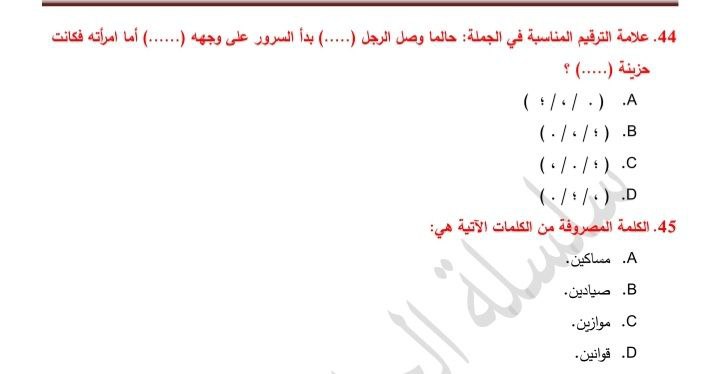 44. علامة الترقيم المناسبة في الجملة: حالما وصل الرجل (.....) بدأ السرور على وجهه (......) أما امرأته فكانت
حزينة (.....) ؟
A. ( . / ، / ؛ )
B. ( ؛ / ، / . )
C. ( ؛ / . / ، )
D. ( ، / ؛ / . )
45. الكلمة المصروفة من الكلمات الآتية هي:
A. مساكين.
B. صيادين.
C. موازين.
D. قوانين.
سلسلة